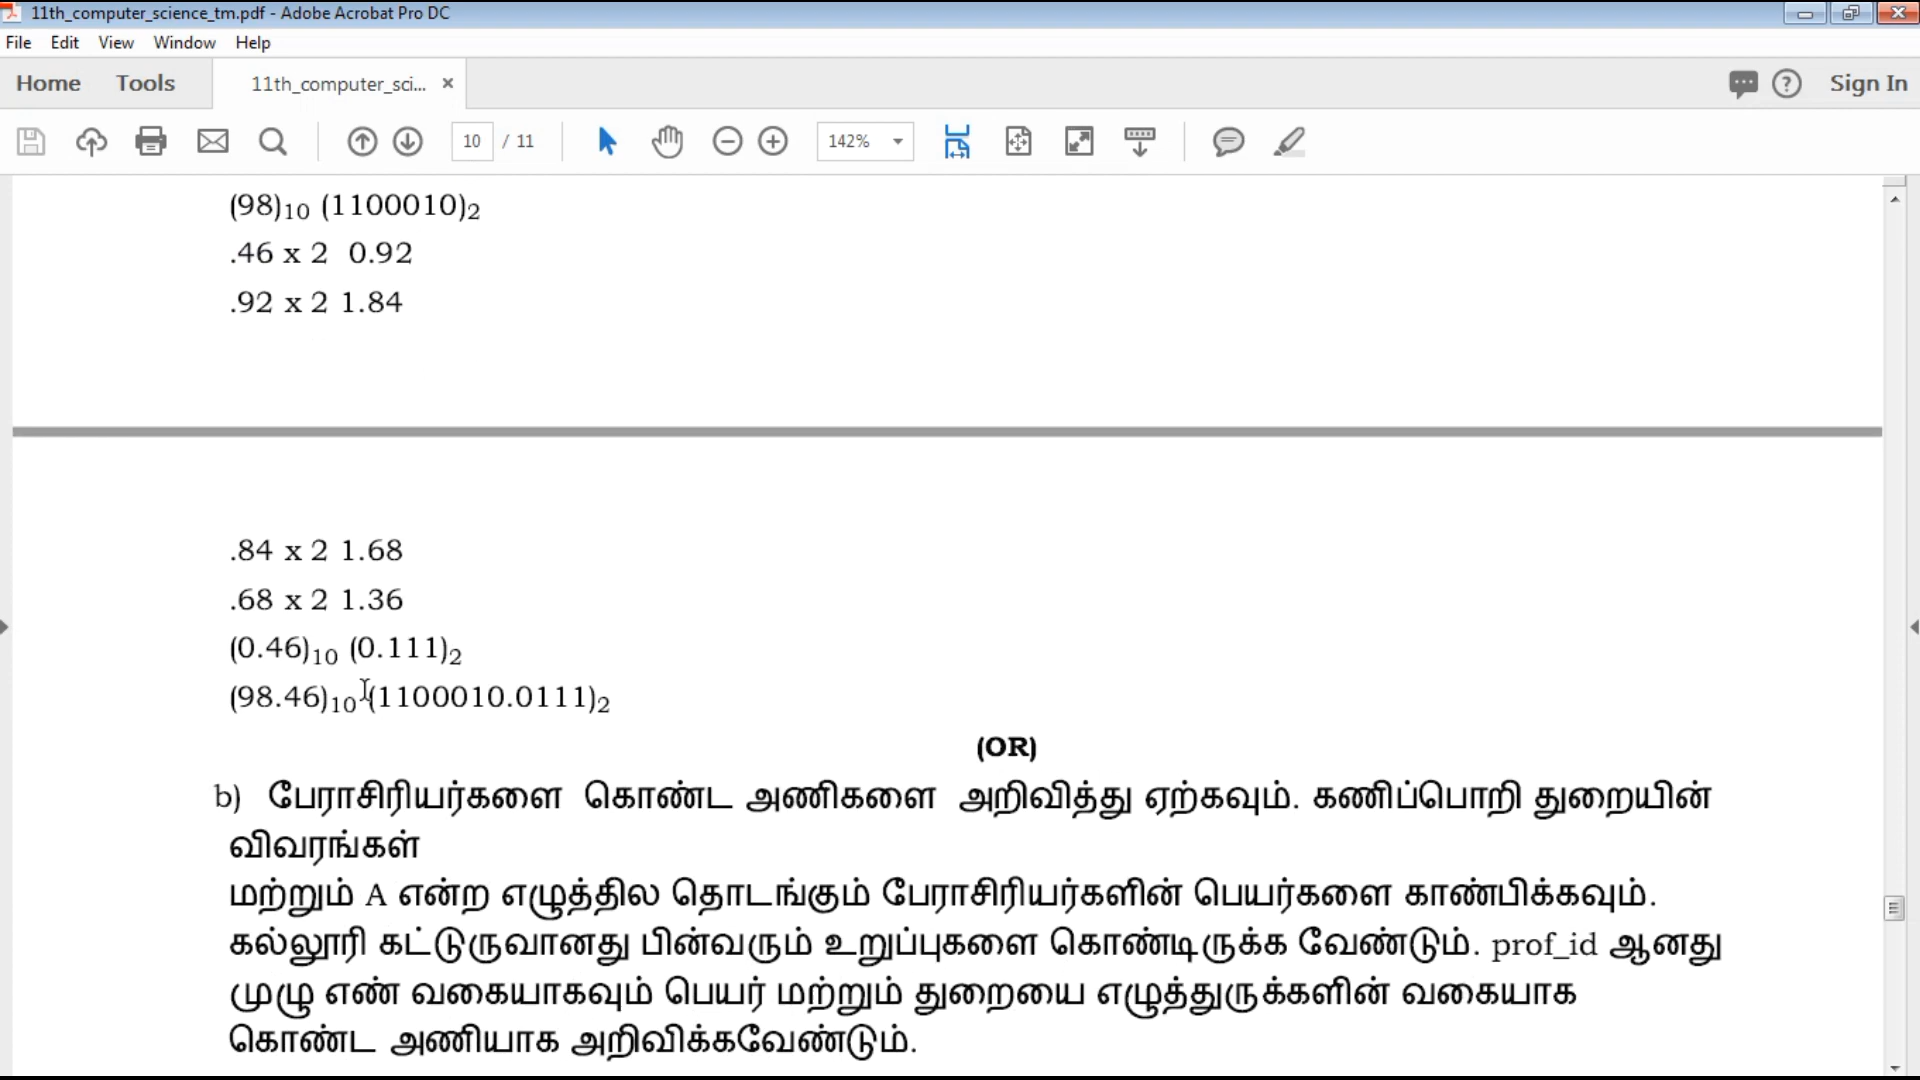 11th_computer_science_tm.pdf - Adobe Acrobat Pro DC
File Edit View Window Help
Home Tools 11th_computer_sci... × Sign In
10 / 11 142%
(98)10 (1100010)2
.46 x 2 0.92
.92 x 2 1.84
.84 x 2 1.68
.68 x 2 1.36
(0.46)10 (0.111)2
(98.46)10 (1100010.0111)2
(OR)
b) பேராசிரியர்களை கொண்ட அணிகளை அறிவித்து ஏற்கவும். கணிப்பொறி துறையின்
விவரங்கள்
மற்றும் A என்ற எழுத்தில தொடங்கும் பேராசிரியர்களின் பெயர்களை காண்பிக்கவும்.
கல்லூரி கட்டுருவானது பின்வரும் உறுப்புகளை கொண்டிருக்க வேண்டும். prof_id ஆனது
முழு எண் வகையாகவும் பெயர் மற்றும் துறையை எழுத்துருக்களின் வகையாக
கொண்ட அணியாக அறிவிக்கவேண்டும்.